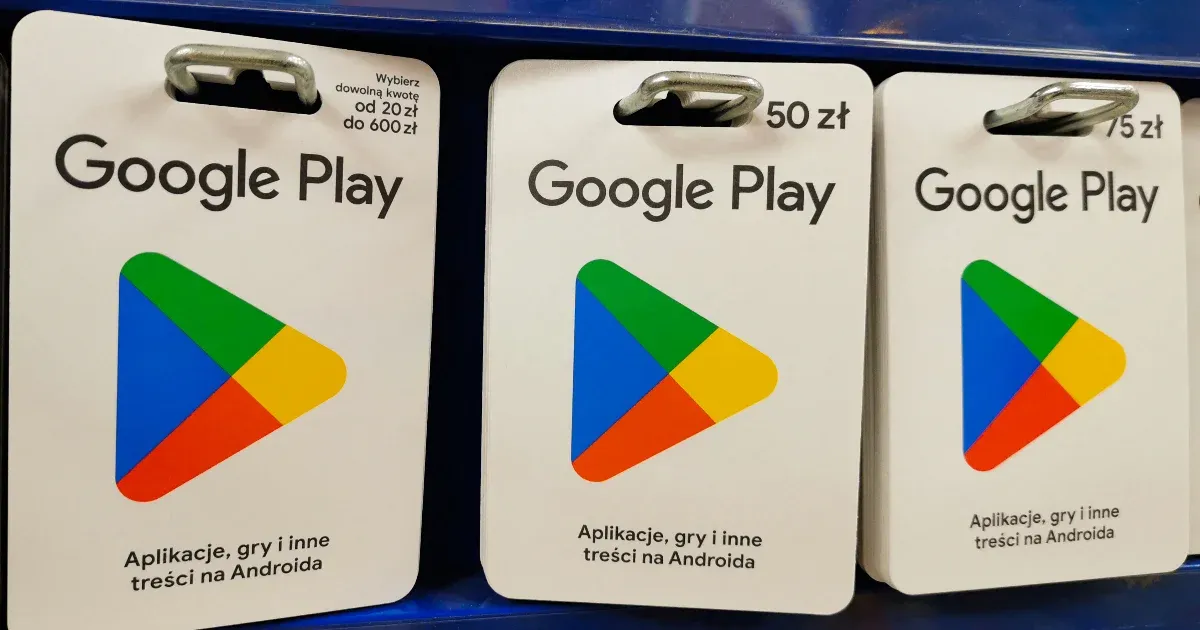 Wybierz
dowolną kwotę
od 20 zł
do 600 zł
Google Play
Aplikacje, gry i inne
treści na Androida
50 zł
Google Play
Aplikacje, gry i inne
treści na Androida
75 zł
Google Play
Aplikacje, gry i inne
treści na Androida